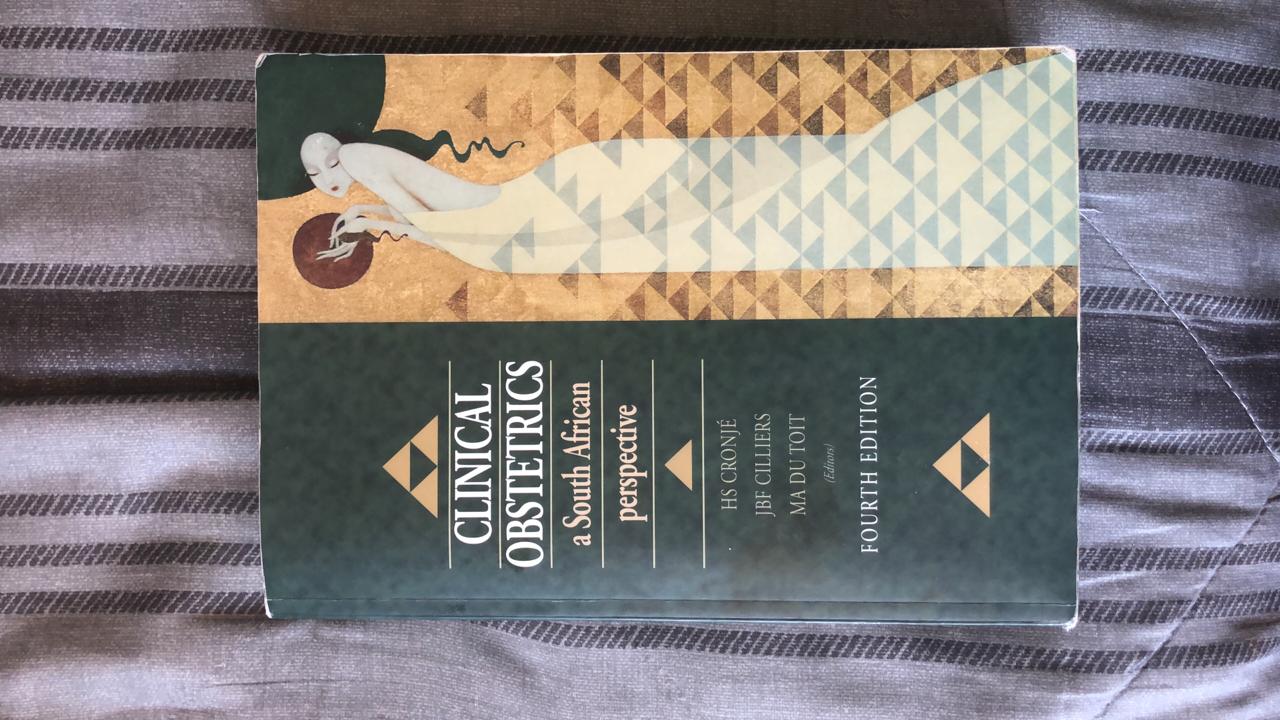 CLINICAL
OBSTETRICS
a South African
perspective
HS CRONJÉ
JBF CILLIERS
MA DU TOIT
(Editors)
FOURTH EDITION